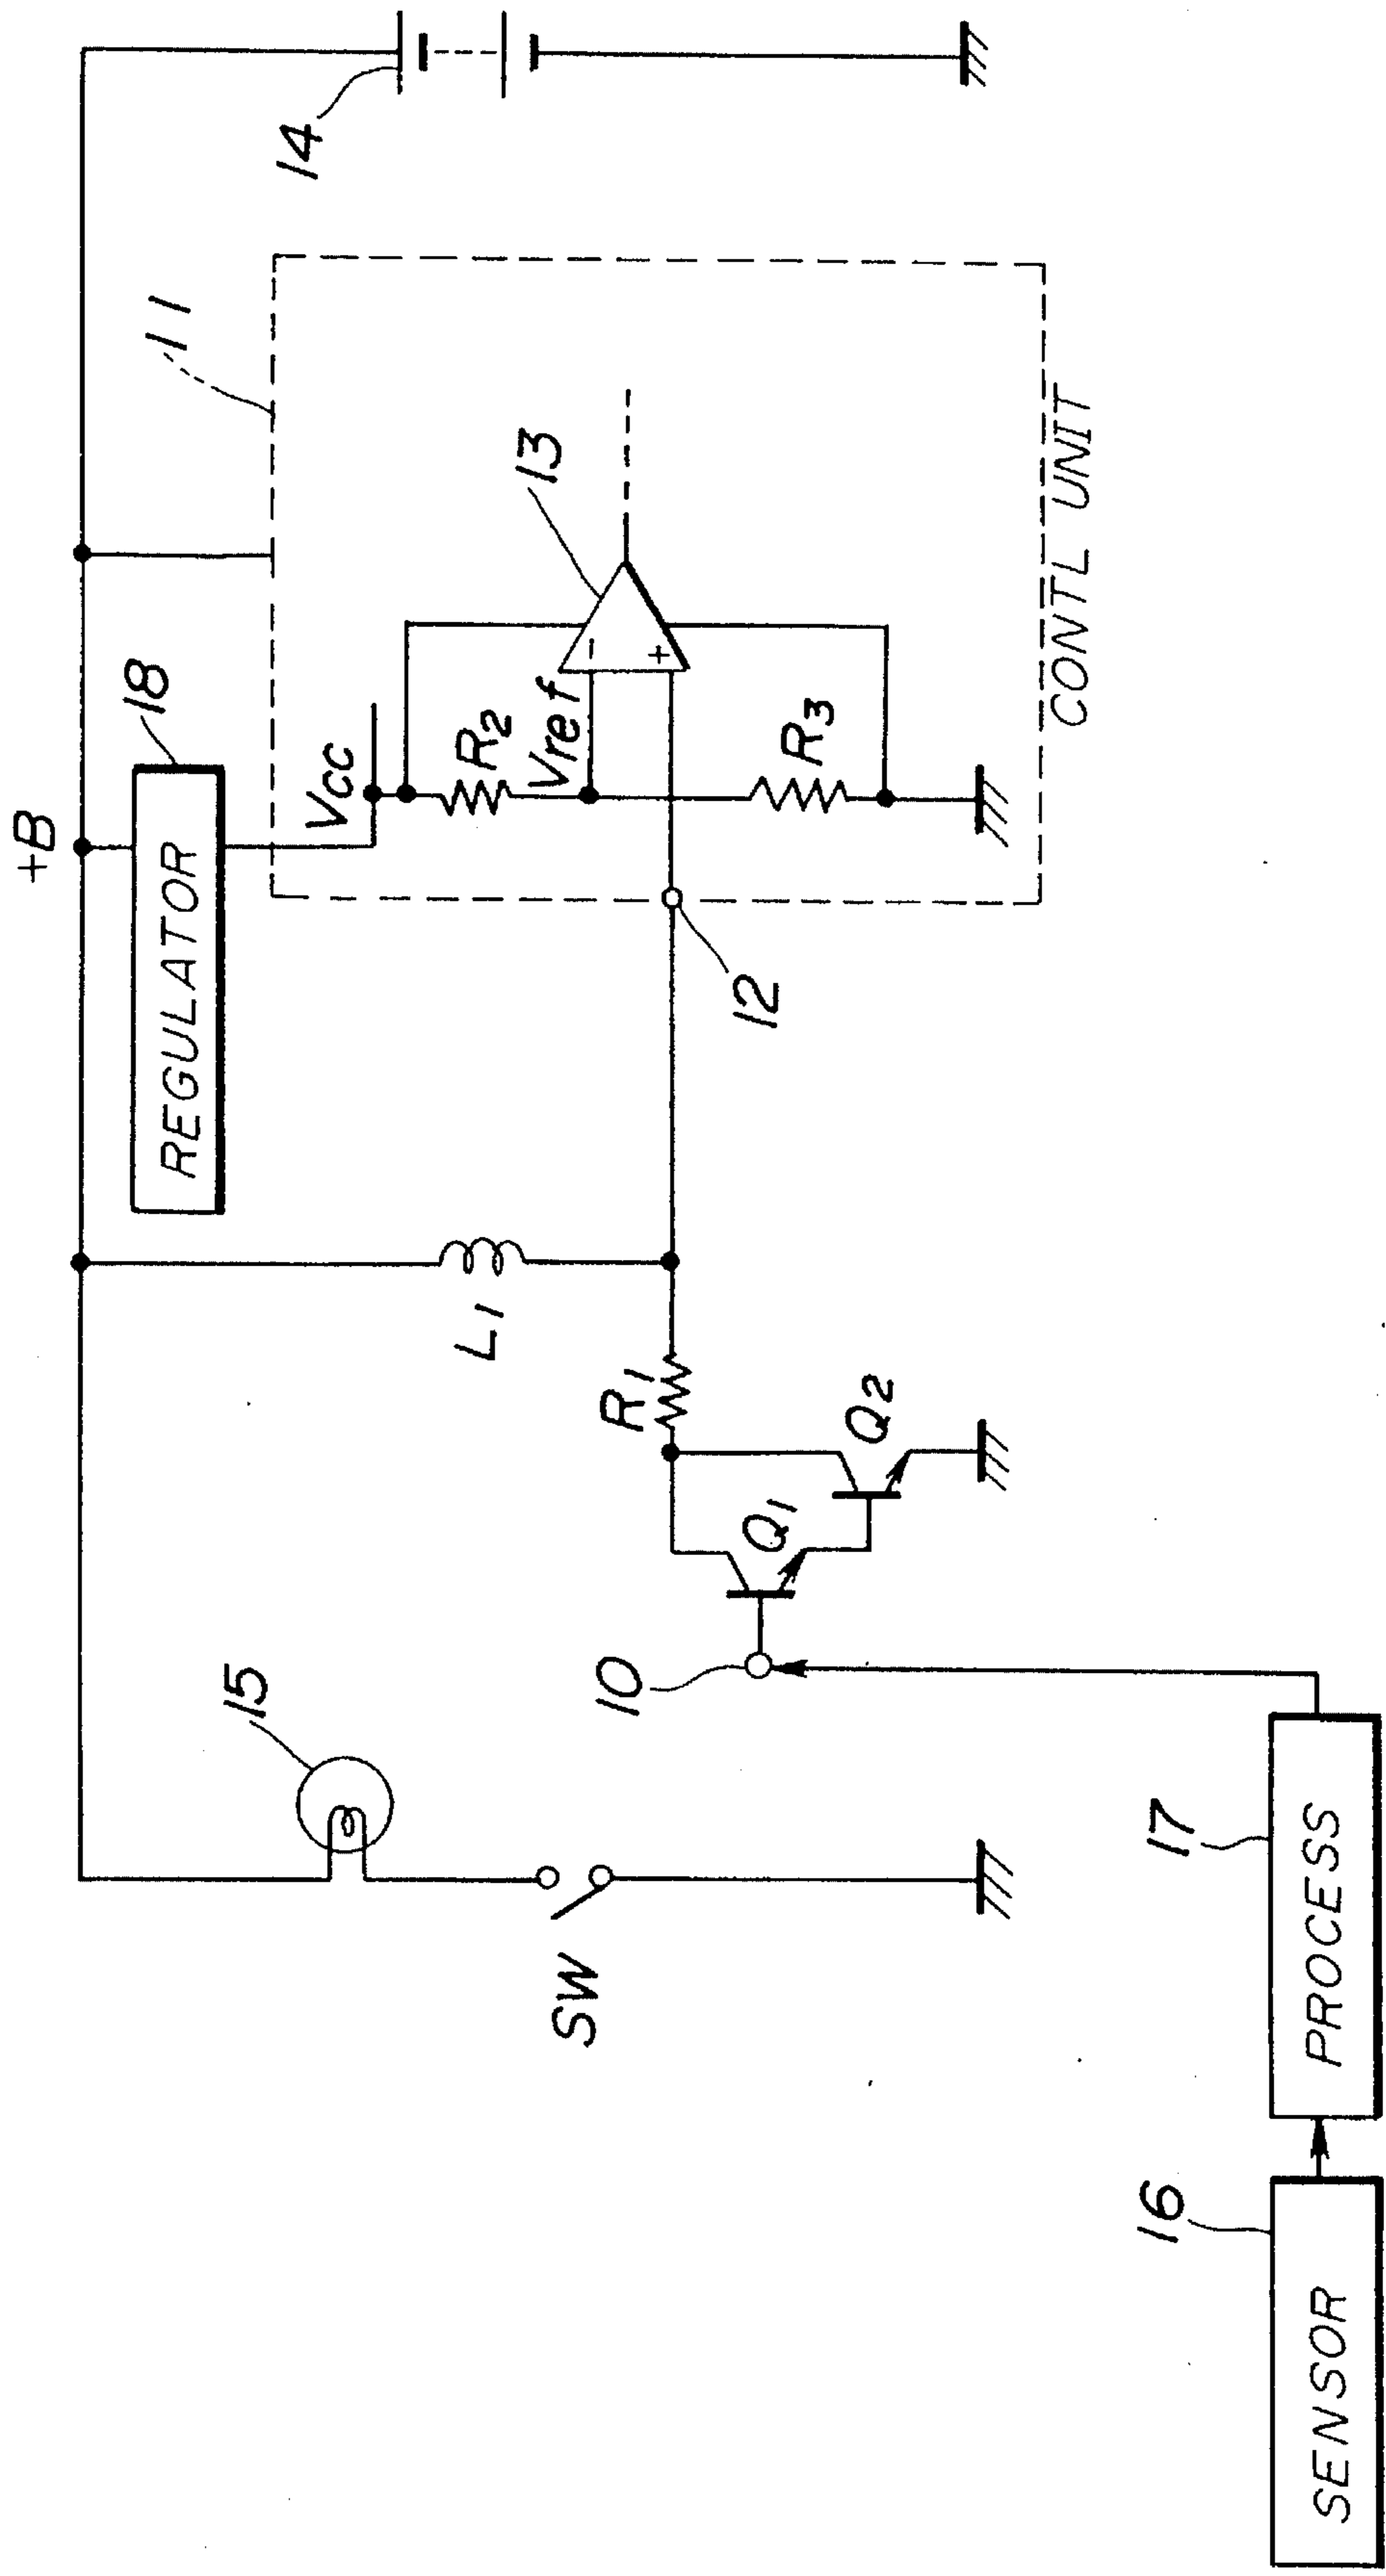 +B
REGULATOR
18
11
14
15
L1
Vcc
R2
Vref
13
SW
10
R1
Q1
Q2
12
R3
CONTL UNIT
16
17
SENSOR
PROCESS